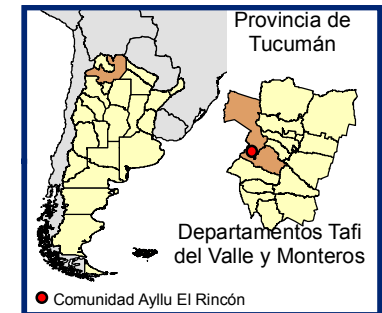 Provincia de
Tucumán
Departamentos Tafi
del Valle y Monteros
Comunidad Ayllu El Rincón